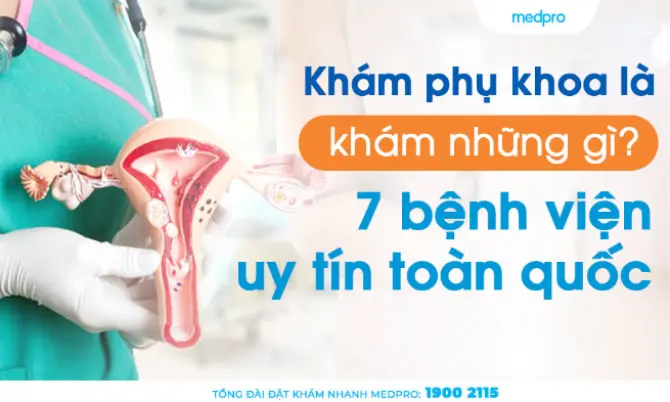 medpro
Khám phụ khoa là
khám những gì?
7 bệnh viện
uy tín toàn quốc
TỔNG ĐÀI ĐẶT KHÁM NHANH MEDPRO: 1900 2115